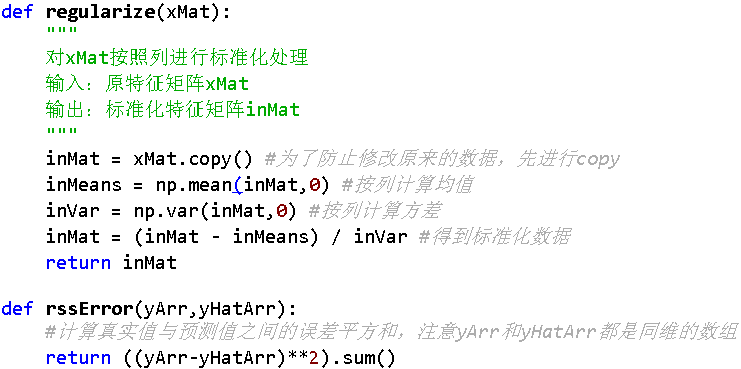 def regularize(xMat):
    """
    对xMat按照列进行标准化处理
    输入：原特征矩阵xMat
    输出：标准化特征矩阵inMat
    """
    inMat = xMat.copy() #为了防止修改原来的数据，先进行copy
    inMeans = np.mean(inMat,0) #按列计算均值
    inVar = np.var(inMat,0) #按列计算方差
    inMat = (inMat - inMeans) / inVar #得到标准化数据
    return inMat
def rssError(yArr,yHatArr):
    #计算真实值与预测值之间的误差平方和，注意yArr和yHatArr都是同维的数组
    return ((yArr-yHatArr)**2).sum()